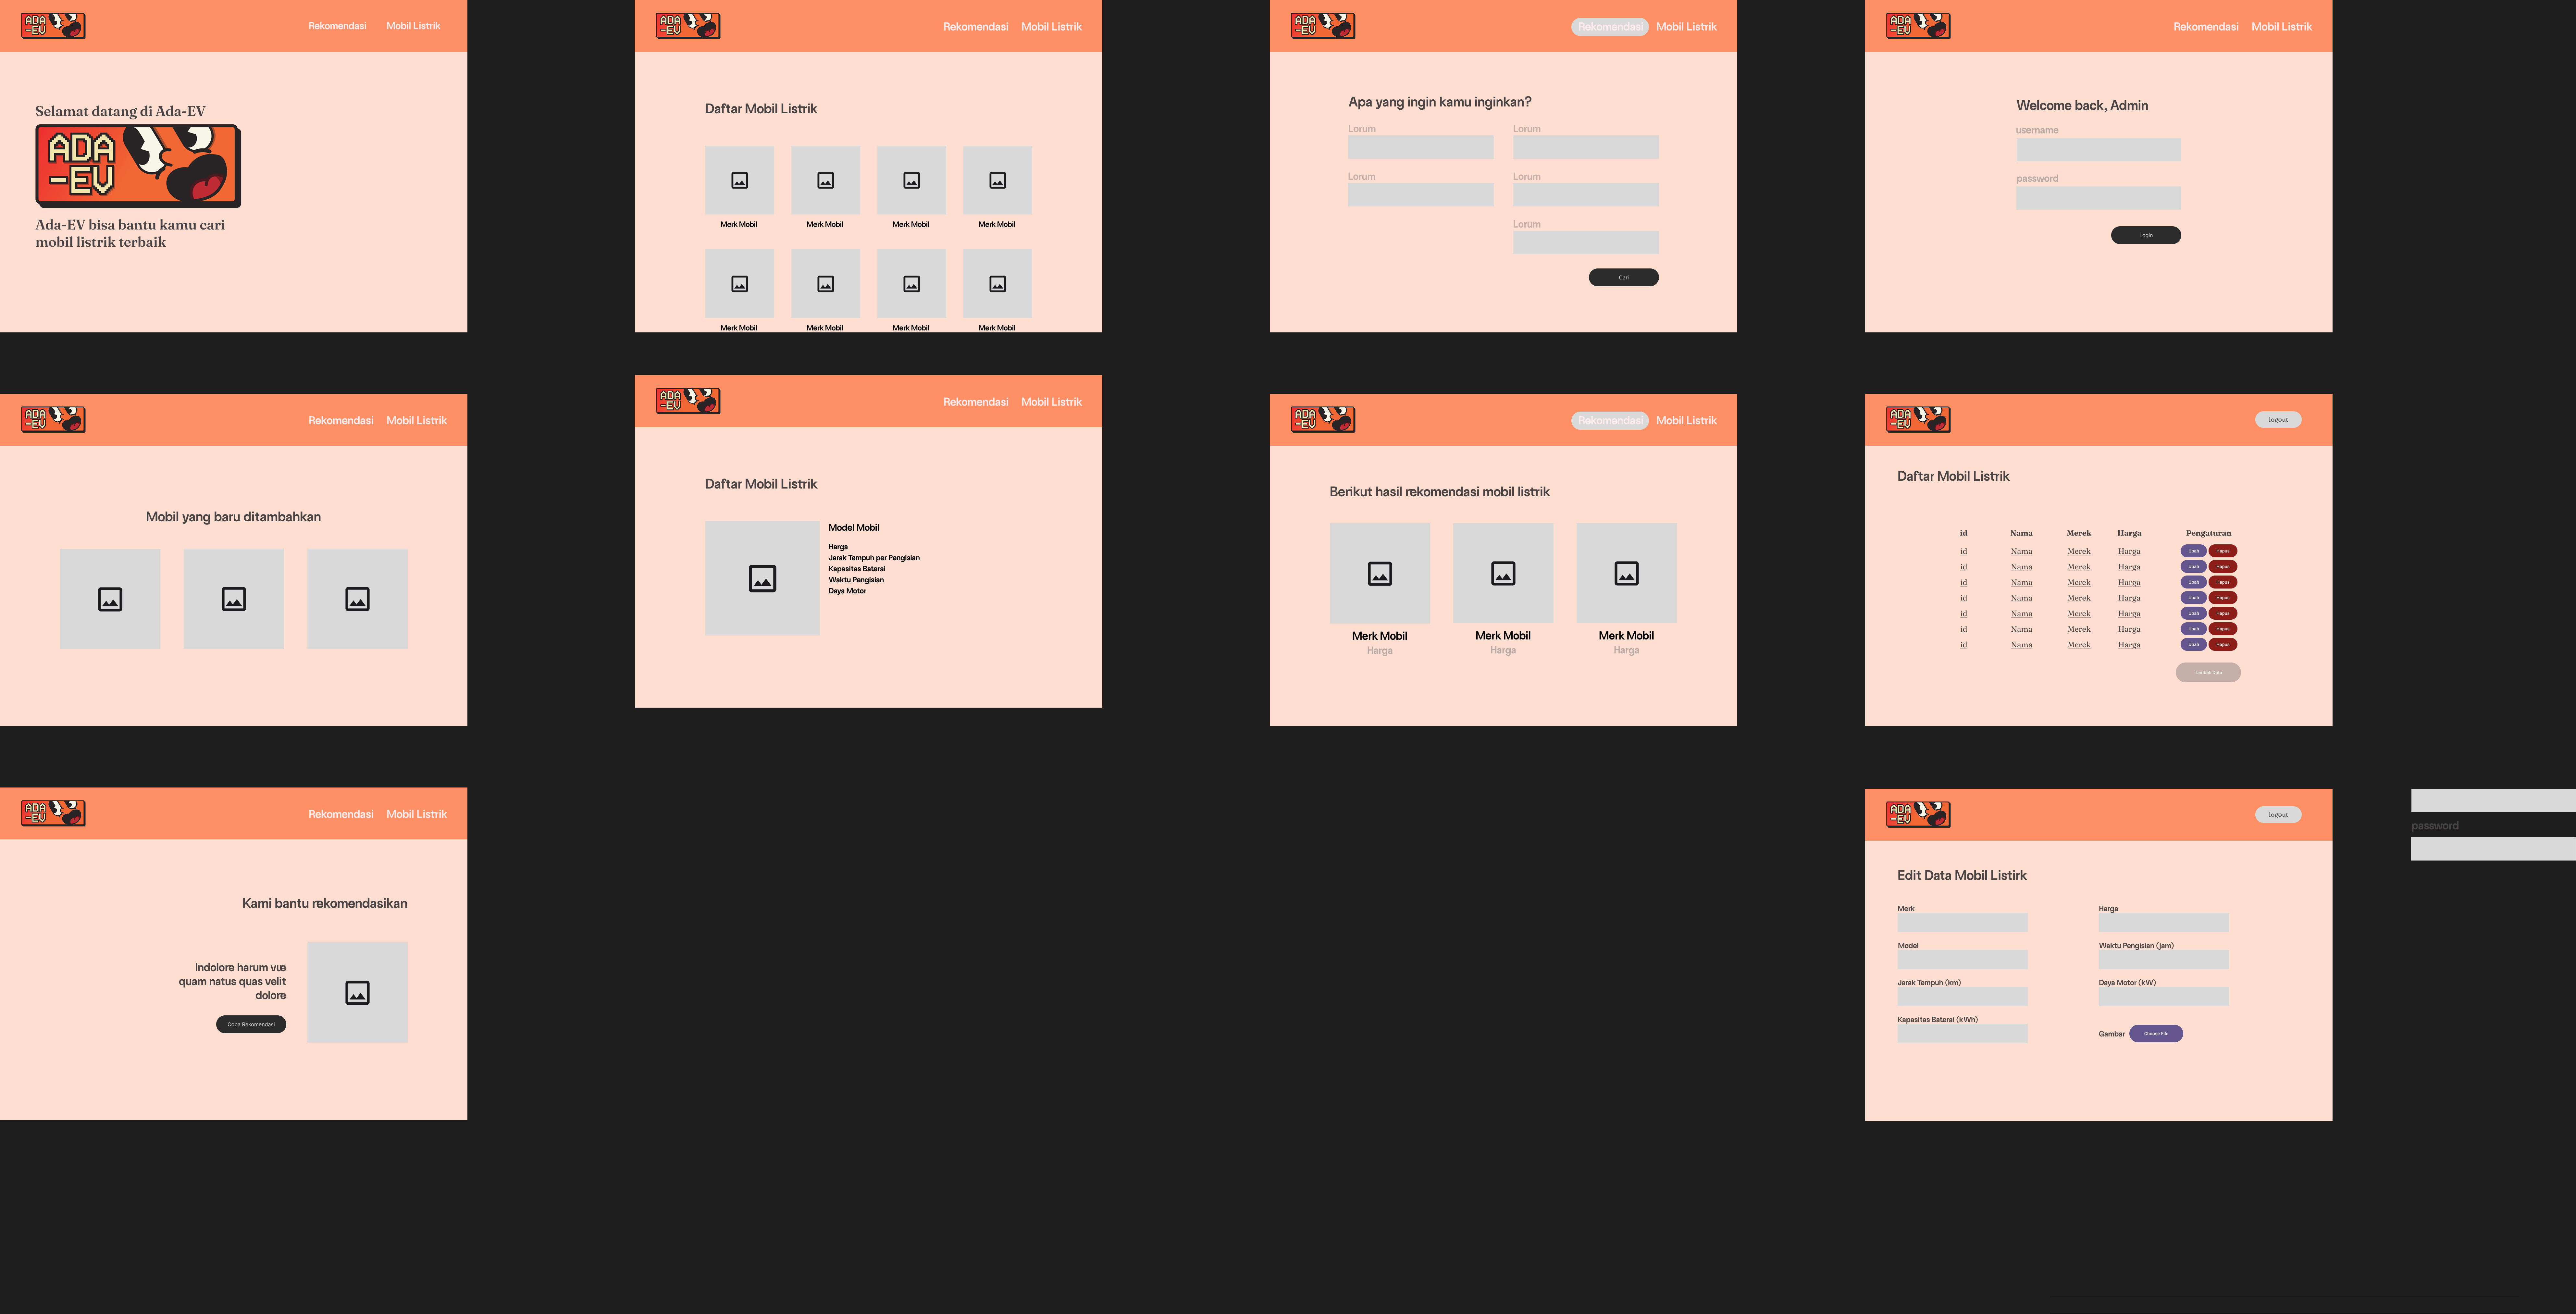 ADA
-EV
Rekomendasi Mobil Listrik
Selamat datang di Ada-EV
ADA
-EV
Ada-EV bisa bantu kamu cari
mobil listrik terbaik
ADA
-EV
Rekomendasi Mobil Listrik
Daftar Mobil Listrik
Merk Mobil Merk Mobil Merk Mobil Merk Mobil
Merk Mobil Merk Mobil Merk Mobil Merk Mobil
ADA
-EV
Rekomendasi Mobil Listrik
Apa yang ingin kamu inginkan?
Lorum Lorum
Lorum Lorum
Lorum
Cari
ADA
-EV
Rekomendasi Mobil Listrik
Welcome back, Admin
username
password
Login
ADA
-EV
Rekomendasi Mobil Listrik
Mobil yang baru ditambahkan
ADA
-EV
Rekomendasi Mobil Listrik
Daftar Mobil Listrik
Model Mobil
Harga
Jarak Tempuh per Pengisian
Kapasitas Baterai
Waktu Pengisian
Daya Motor
ADA
-EV
Rekomendasi Mobil Listrik
Berikut hasil rekomendasi mobil listrik
Merk Mobil Merk Mobil Merk Mobil
Harga Harga Harga
ADA
-EV
logout
Daftar Mobil Listrik
id Nama Merek Harga Pengaturan
id Nama Merek Harga Ubah Hapus
id Nama Merek Harga Ubah Hapus
id Nama Merek Harga Ubah Hapus
id Nama Merek Harga Ubah Hapus
id Nama Merek Harga Ubah Hapus
id Nama Merek Harga Ubah Hapus
id Nama Merek Harga Ubah Hapus
Tambah Data
ADA
-EV
Rekomendasi Mobil Listrik
Kami bantu rekomendasikan
Indolore harum vue
quam natus quas velit
dolore
Coba Rekomendasi
ADA
-EV
logout
Edit Data Mobil Listirk
Merk Harga
Model Waktu Pengisian (jam)
Jarak Tempuh (km) Daya Motor (kW)
Kapasitas Baterai (kWh)
Gambar Choose File
password